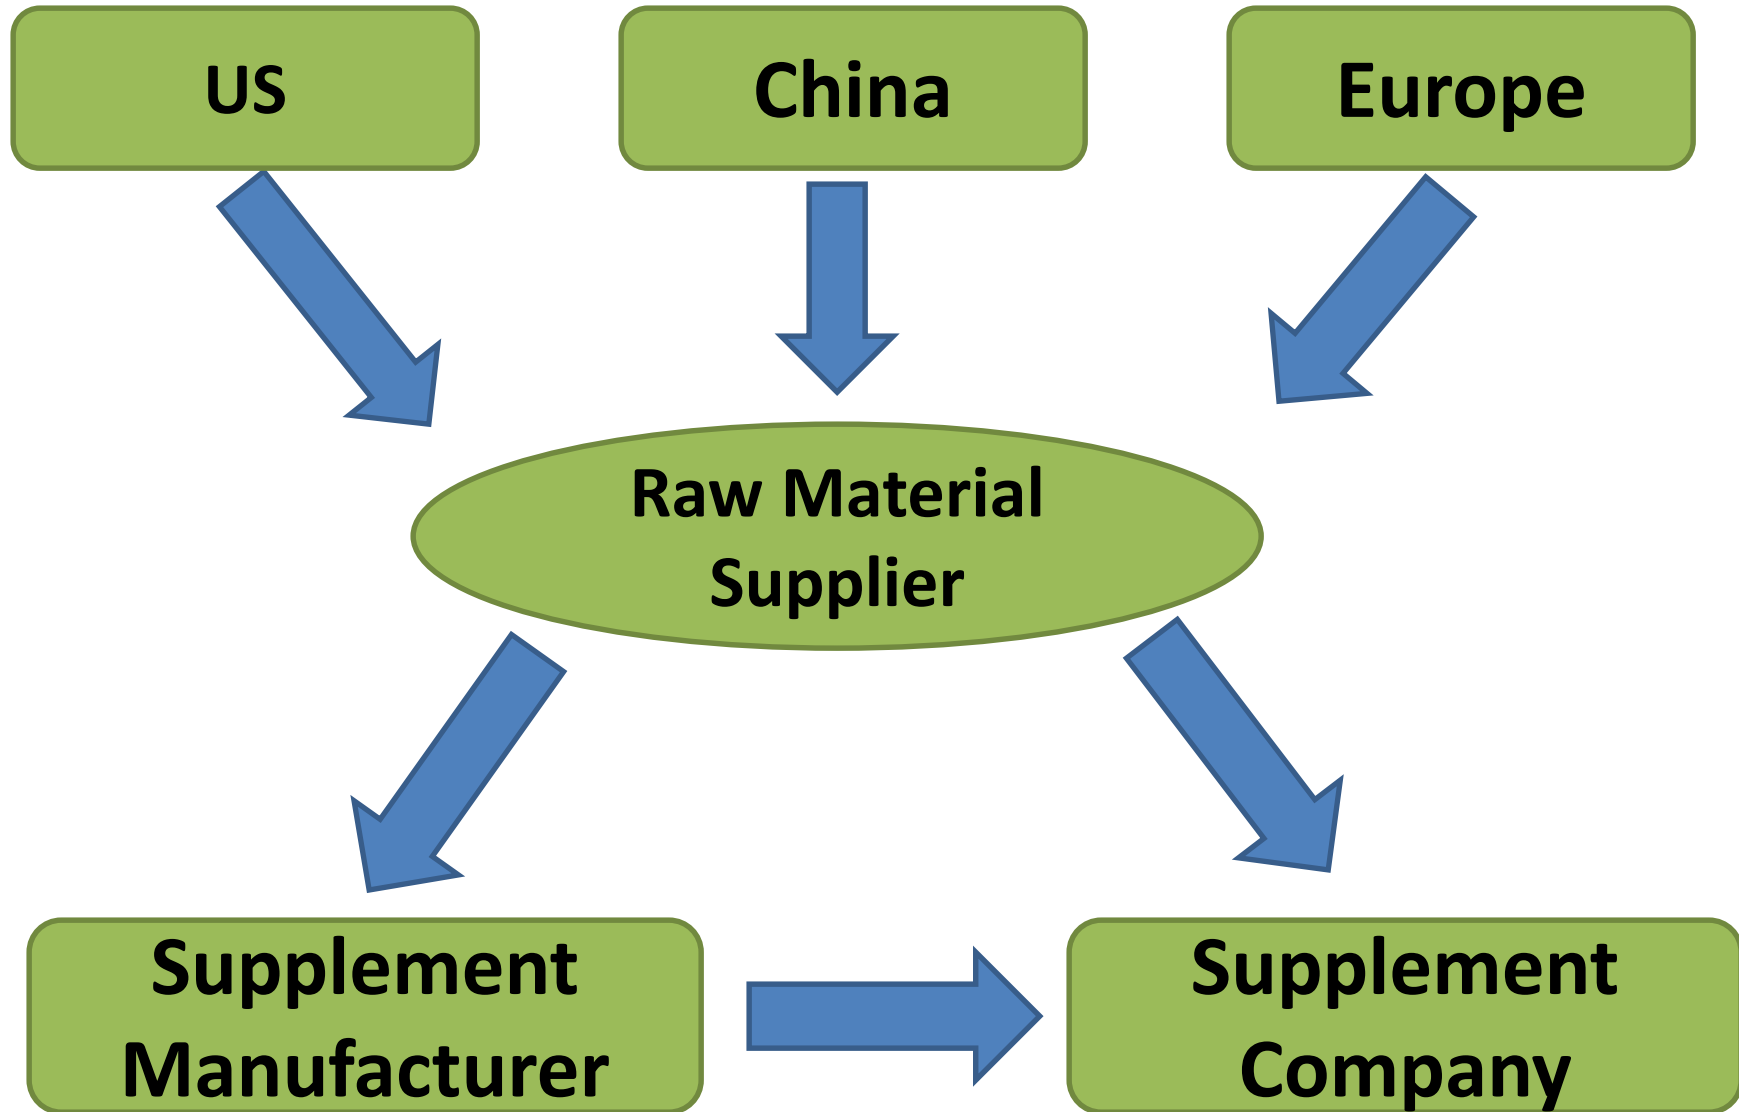 US
China
Europe
Raw Material
Supplier
Supplement
Manufacturer
Supplement
Company